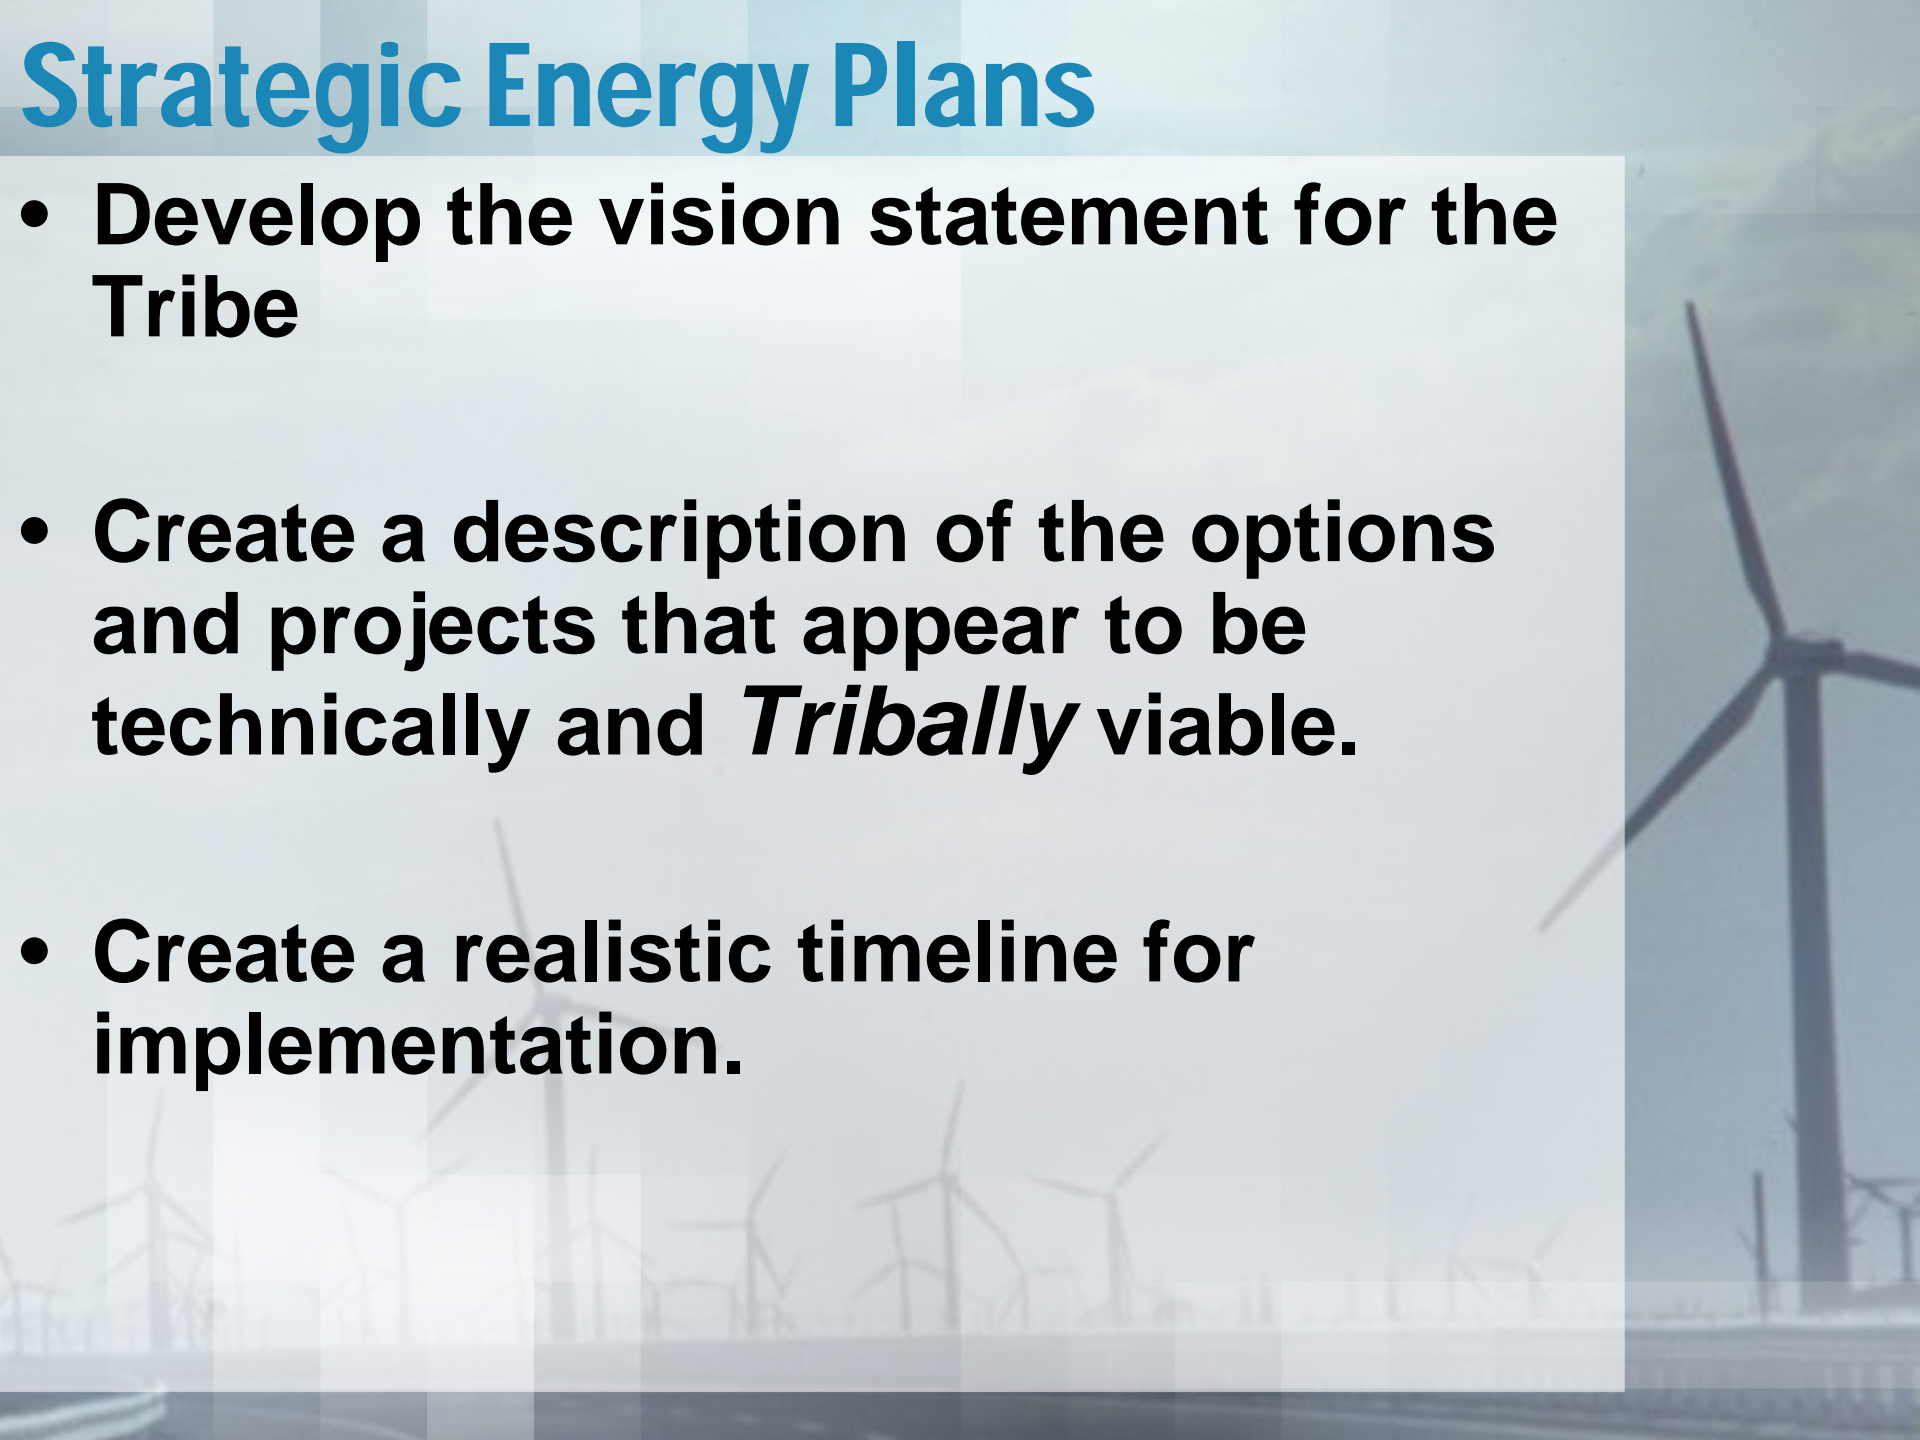 Strategic Energy Plans
• Develop the vision statement for the
Tribe
• Create a description of the options
and projects that appear to be
technically and Tribally viable.
• Create a realistic timeline for
implementation.